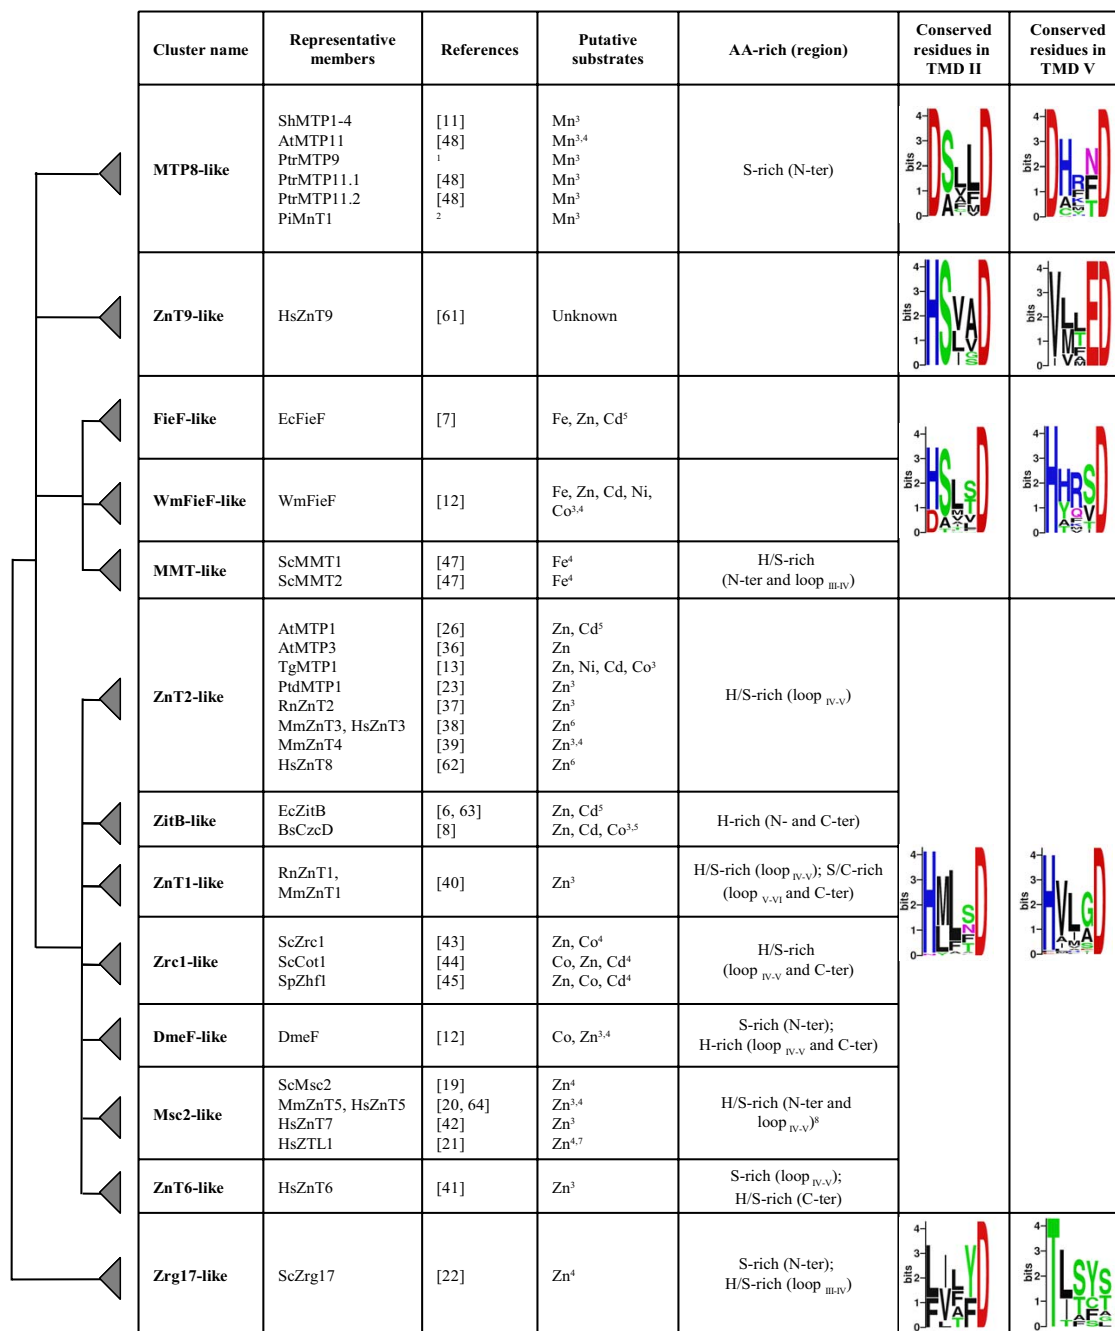 Cluster name
Representative members
References
Putative substrates
AA-rich (region)
Conserved residues in TMD II
Conserved residues in TMD V
MTP8-like
ShMTP1-4 [11] Mn³
AtMTP11 [48] Mn³,⁴
PtrMTP9 ¹ Mn³
PtrMTP11.1 [48] Mn³
PtrMTP11.2 [48] Mn³
PiMnT1 ² Mn³
S-rich (N-ter)
ZnT9-like
HsZnT9 [61] Unknown
FieF-like
EcFieF [7] Fe, Zn, Cd⁵
WmFieF-like
WmFieF [12] Fe, Zn, Cd, Ni,
Co³,⁴
MMT-like
ScMMT1 [47] Fe⁴
ScMMT2 [47] Fe⁴
H/S-rich
(N-ter and loop III-IV)
ZnT2-like
AtMTP1 [26] Zn, Cd⁵
AtMTP3 [36] Zn
TgMTP1 [13] Zn, Ni, Cd, Co³
PtdMTP1 [23] Zn³
RnZnT2 [37] Zn³
MmZnT3, HsZnT3 [38] Zn⁶
MmZnT4 [39] Zn³,⁴
HsZnT8 [62] Zn⁶
H/S-rich (loop IV-V)
ZitB-like
EcZitB [6, 63] Zn, Cd⁵
BsCzcD [8] Zn, Cd, Co³,⁵
H-rich (N- and C-ter)
ZnT1-like
RnZnT1,
MmZnT1
[40] Zn³
H/S-rich (loop IV-V); S/C-rich
(loop V-VI and C-ter)
Zrc1-like
ScZrc1 [43] Zn, Co⁴
ScCot1 [44] Co, Zn, Cd⁴
SpZhf1 [45] Zn, Co, Cd⁴
H/S-rich
(loop IV-V and C-ter)
DmeF-like
DmeF [12] Co, Zn³,⁴
S-rich (N-ter);
H-rich (loop IV-V and C-ter)
Msc2-like
ScMsc2 [19] Zn⁴
MmZnT5, HsZnT5 [20, 64] Zn³,⁴
HsZnT7 [42] Zn³
HsZTL1 [21] Zn⁴,⁷
H/S-rich (N-ter and
loop IV-V)⁸
ZnT6-like
HsZnT6 [41] Zn³
S-rich (loop IV-V);
H/S-rich (C-ter)
Zrg17-like
ScZrg17 [22] Zn⁴
S-rich (N-ter);
H/S-rich (loop III-IV)